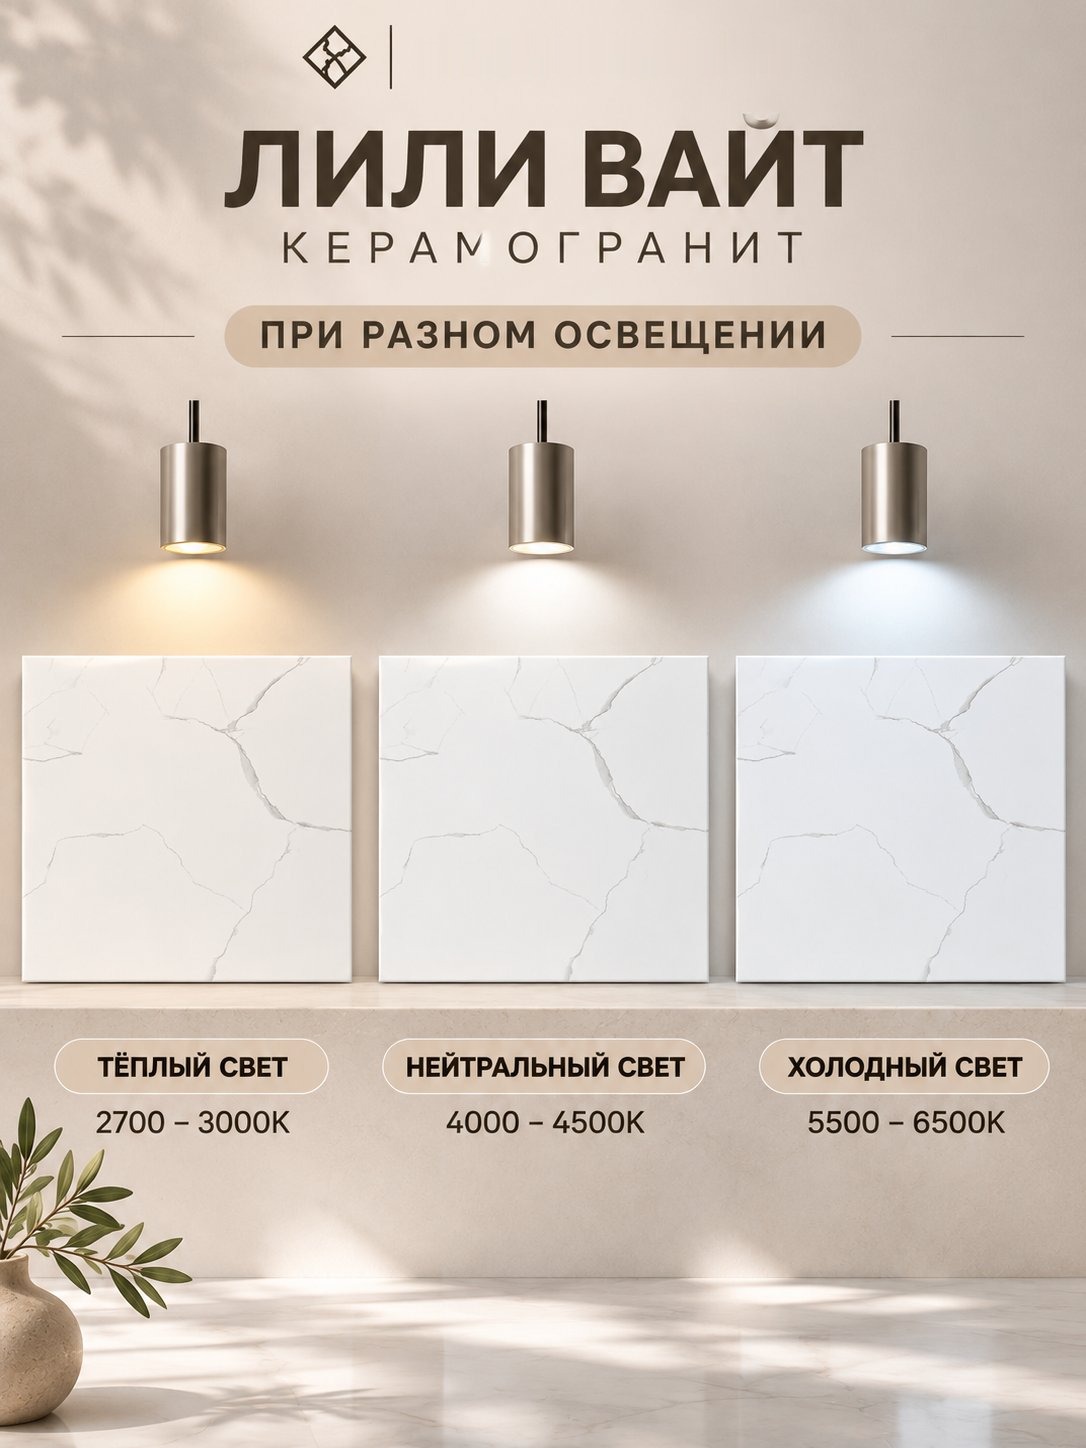 ЛИЛИ ВАЙТ
КЕРАМОГРАНИТ
ПРИ РАЗНОМ ОСВЕЩЕНИИ
ТЁПЛЫЙ СВЕТ
2700 – 3000K
НЕЙТРАЛЬНЫЙ СВЕТ
4000 – 4500K
ХОЛОДНЫЙ СВЕТ
5500 – 6500K